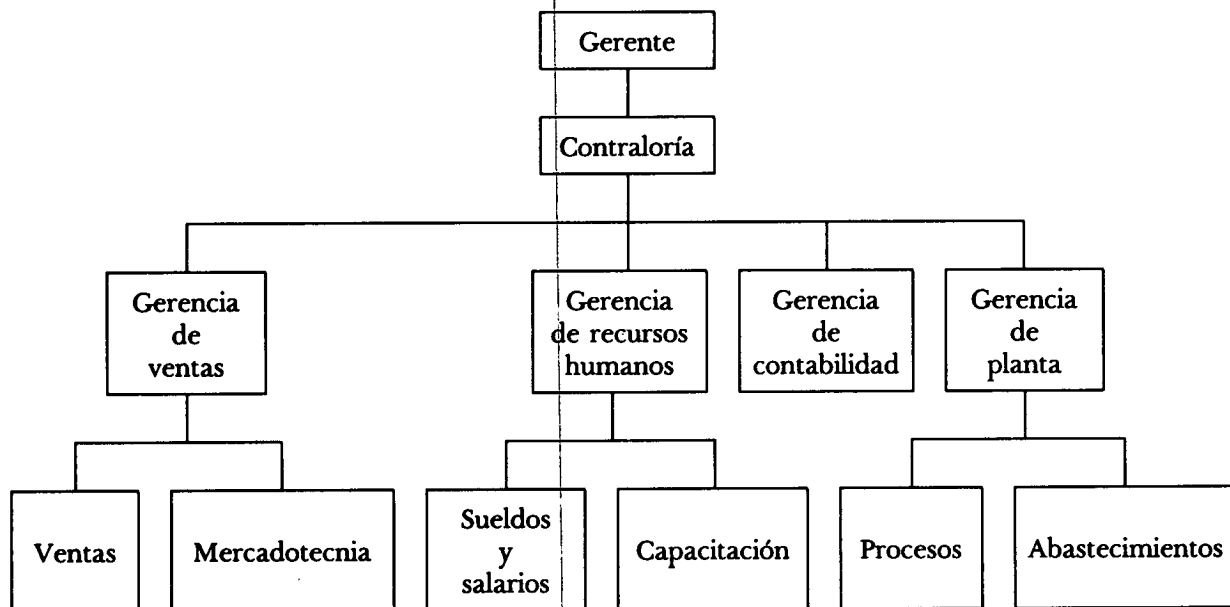 Gerente
Contraloría
Gerencia
de
ventas
Gerencia
de recursos
humanos
Gerencia
de
contabilidad
Gerencia
de
planta
Ventas
Mercadotecnia
Sueldos
y
salarios
Capacitación
Procesos
Abastecimientos